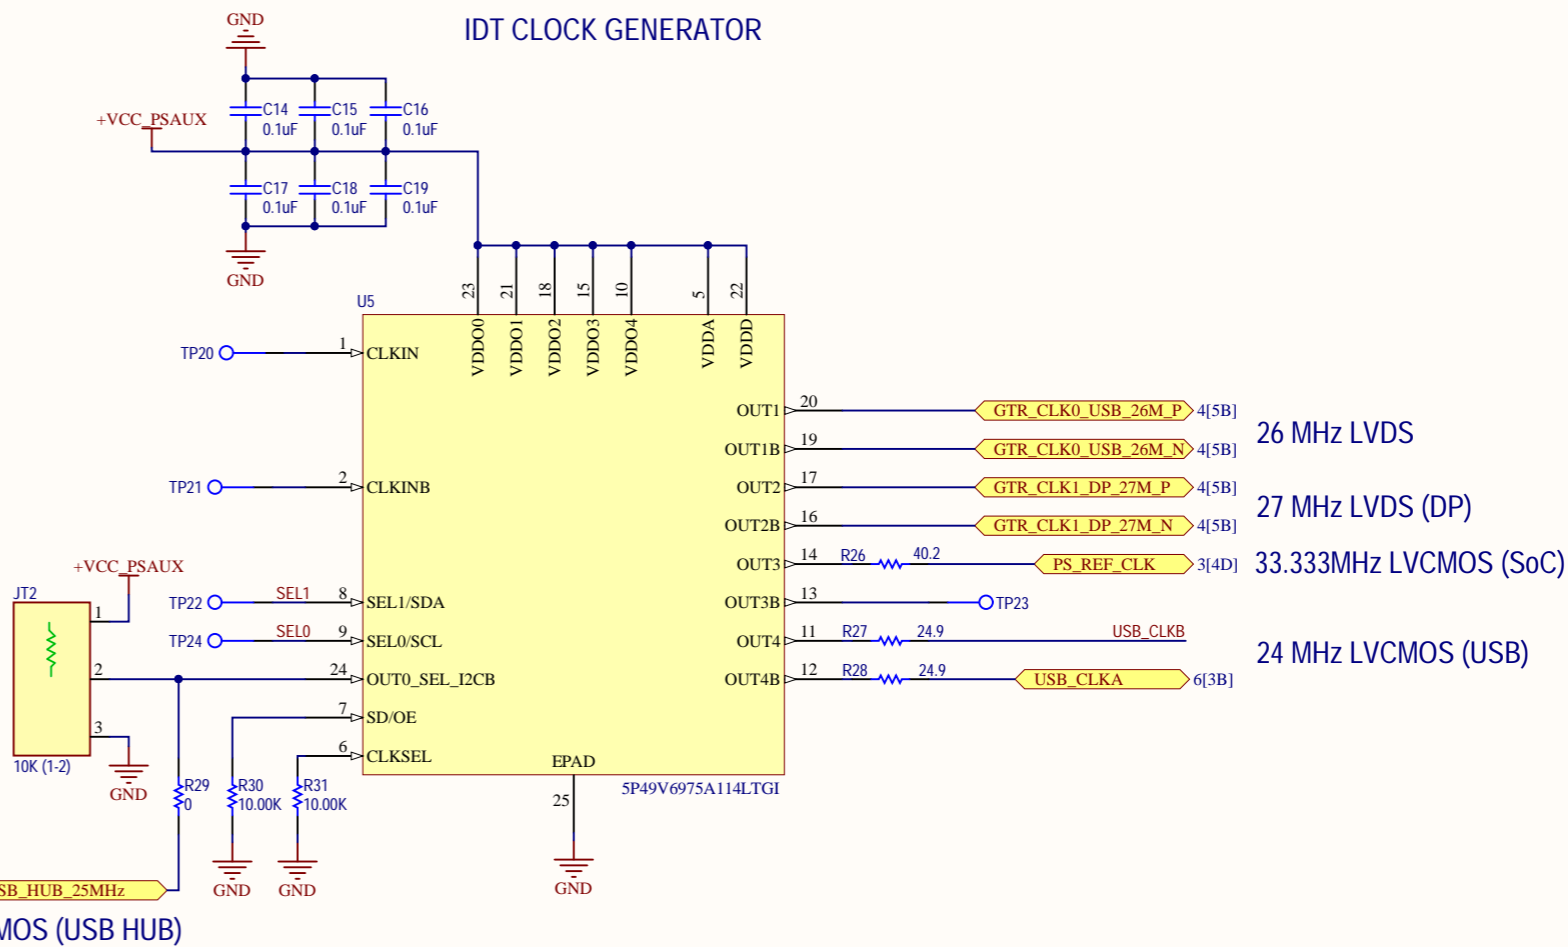 IDT CLOCK GENERATOR
GND
C14
0.1uF
C15
0.1uF
C16
0.1uF
+VCC_PSAUX
C17
0.1uF
C18
0.1uF
C19
0.1uF
GND
U5
23
21
18
15
10
5
22
VDDO0
VDDO1
VDDO2
VDDO3
VDDO4
VDDA
VDDD
TP20
1
CLKIN
TP21
2
CLKINB
TP22
SEL1
8
SEL1/SDA
TP24
SEL0
9
SEL0/SCL
24
OUT0_SEL_I2CB
7
SD/OE
6
CLKSEL
EPAD
25
GND
5P49V6975A114LTGI
OUT1
20
GTR_CLK0_USB_26M_P
4[5B]
OUT1B
19
GTR_CLK0_USB_26M_N
4[5B]
26 MHz LVDS
OUT2
17
GTR_CLK1_DP_27M_P
4[5B]
OUT2B
16
GTR_CLK1_DP_27M_N
4[5B]
27 MHz LVDS (DP)
OUT3
14
R26
40.2
PS_REF_CLK
3[4D]
33.333MHz LVCMOS (SoC)
OUT3B
13
TP23
OUT4
11
R27
24.9
USB_CLKB
OUT4B
12
R28
24.9
USB_CLKA
6[3B]
24 MHz LVCMOS (USB)
+VCC_PSAUX
JT2
1
2
3
10K (1-2)
GND
R29
0
R30
10.00K
R31
10.00K
GND
GND
SB_HUB_25MHz
MOS (USB HUB)